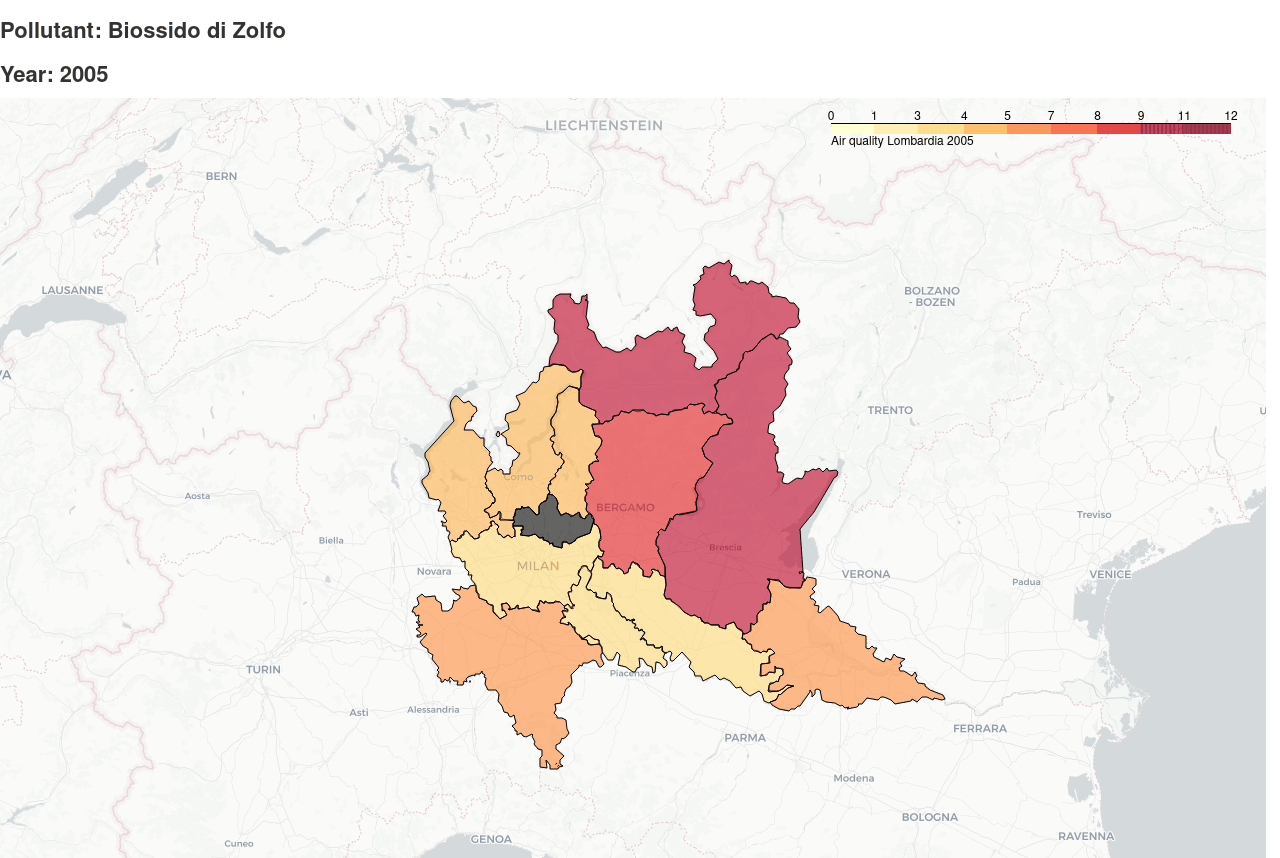 Pollutant: Biossido di Zolfo
Year: 2005
0 1 3 4 5 7 8 9 11 12
Air quality Lombardia 2005
LIECHTENSTEIN
BERN
LAUSANNE
BOLZANO
- BOZEN
TRENTO
Como
Aosta
BERGAMO
Treviso
Biella
Brescia
MILAN
Novara
VERONA
VENICE
Padua
TURIN
Piacenza
Asti
Alessandria
FERRARA
PARMA
Modena
BOLOGNA
RAVENNA
GENOA
Cuneo